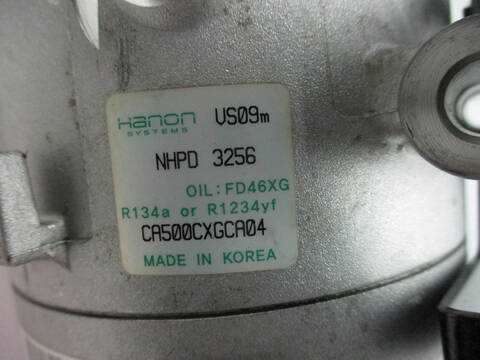 Hanon SYSTEMS VS09m
NHPD 3256
OIL: FD46XG
R134a or R1234yf
CA500CXGCA04
MADE IN KOREA